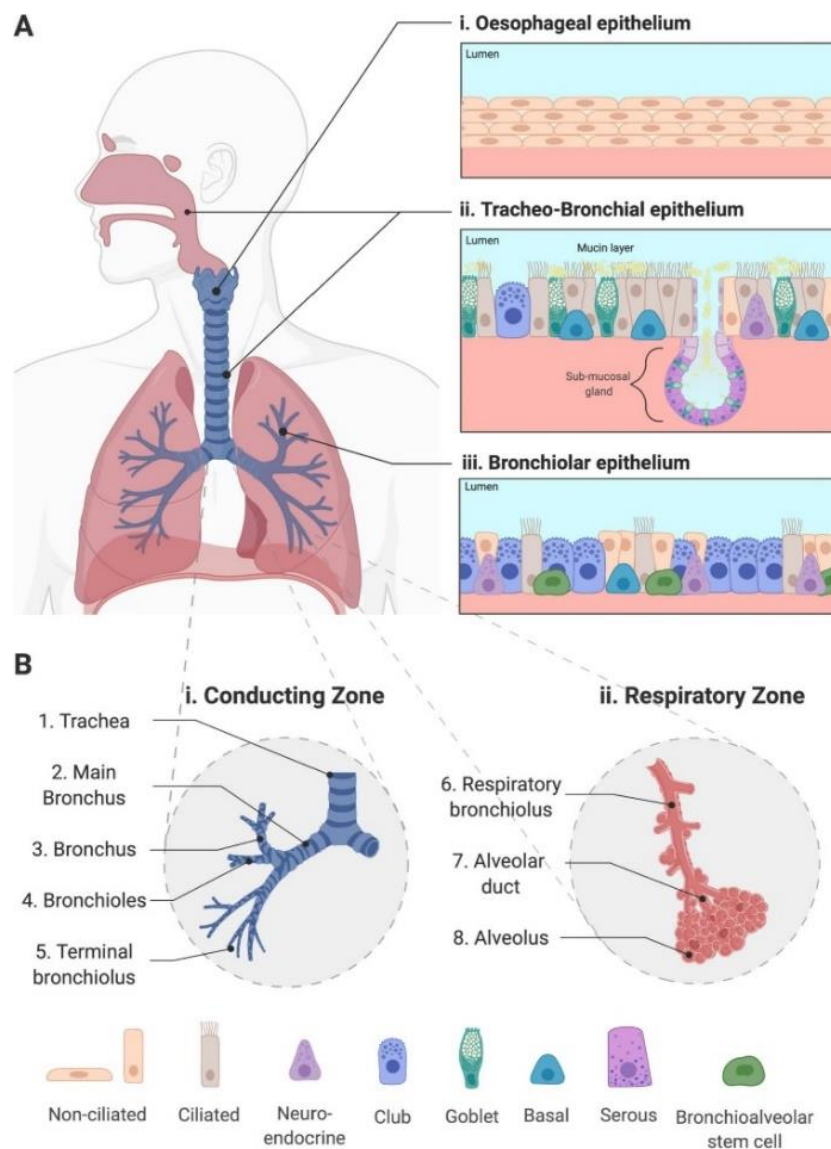 A
i. Oesophageal epithelium
Lumen
ii. Tracheo-Bronchial epithelium
Lumen
Mucin layer
Sub-mucosal
gland
iii. Bronchiolar epithelium
Lumen
B
i. Conducting Zone
1. Trachea
2. Main
Bronchus
3. Bronchus
4. Bronchioles
5. Terminal
bronchiolus
ii. Respiratory Zone
6. Respiratory
bronchiolus
7. Alveolar
duct
8. Alveolus
Non-ciliated
Ciliated
Neuro-
endocrine
Club
Goblet
Basal
Serous
Bronchioalveolar
stem cell